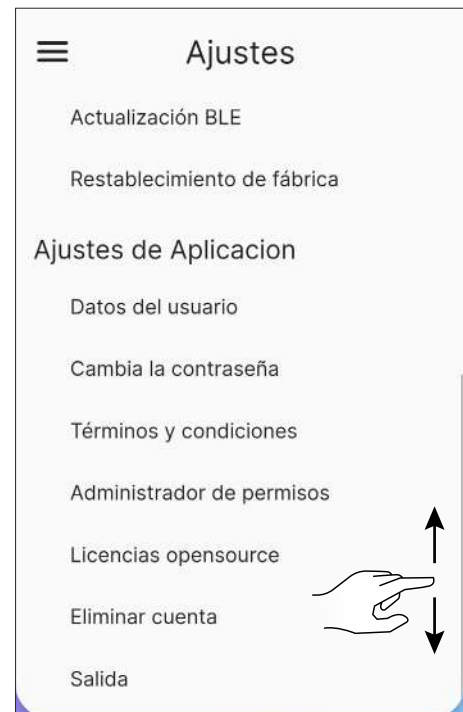 Ajustes
Actualización BLE
Restablecimiento de fábrica
Ajustes de Aplicacion
Datos del usuario
Cambia la contraseña
Términos y condiciones
Administrador de permisos
Licencias opensource
Eliminar cuenta
Salida